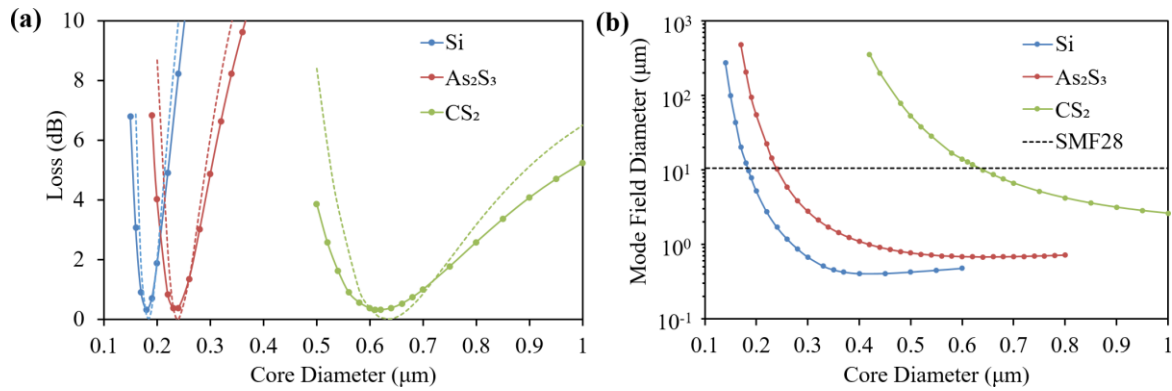 (a)
10
8
6
4
2
0
Loss (dB)
Si
As₂S₃
CS₂
0.1 0.2 0.3 0.4 0.5 0.6 0.7 0.8 0.9 1
Core Diameter (μm)
(b)
10³
10²
10¹
10⁰
10⁻¹
Mode Field Diameter (μm)
Si
As₂S₃
CS₂
SMF28
0.1 0.2 0.3 0.4 0.5 0.6 0.7 0.8 0.9 1
Core Diameter (μm)